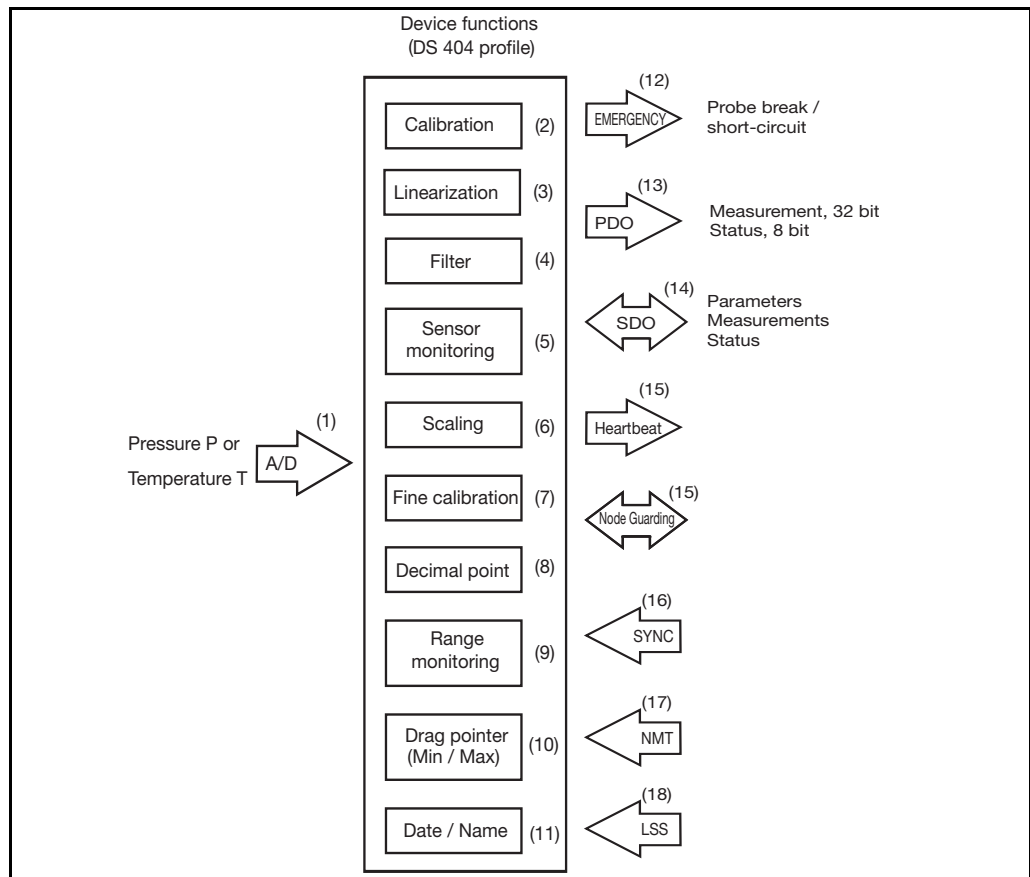 Device functions
(DS 404 profile)
Pressure P or
Temperature T
A/D
(1)
Calibration
(2)
Linearization
(3)
Filter
(4)
Sensor
monitoring
(5)
Scaling
(6)
Fine calibration
(7)
Decimal point
(8)
Range
monitoring
(9)
Drag pointer
(Min / Max)
(10)
Date / Name
(11)
(12)
EMERGENCY
Probe break /
short-circuit
(13)
PDO
Measurement, 32 bit
Status, 8 bit
(14)
SDO
Parameters
Measurements
Status
(15)
Heartbeat
(15)
Node Guarding
(16)
SYNC
(17)
NMT
(18)
LSS